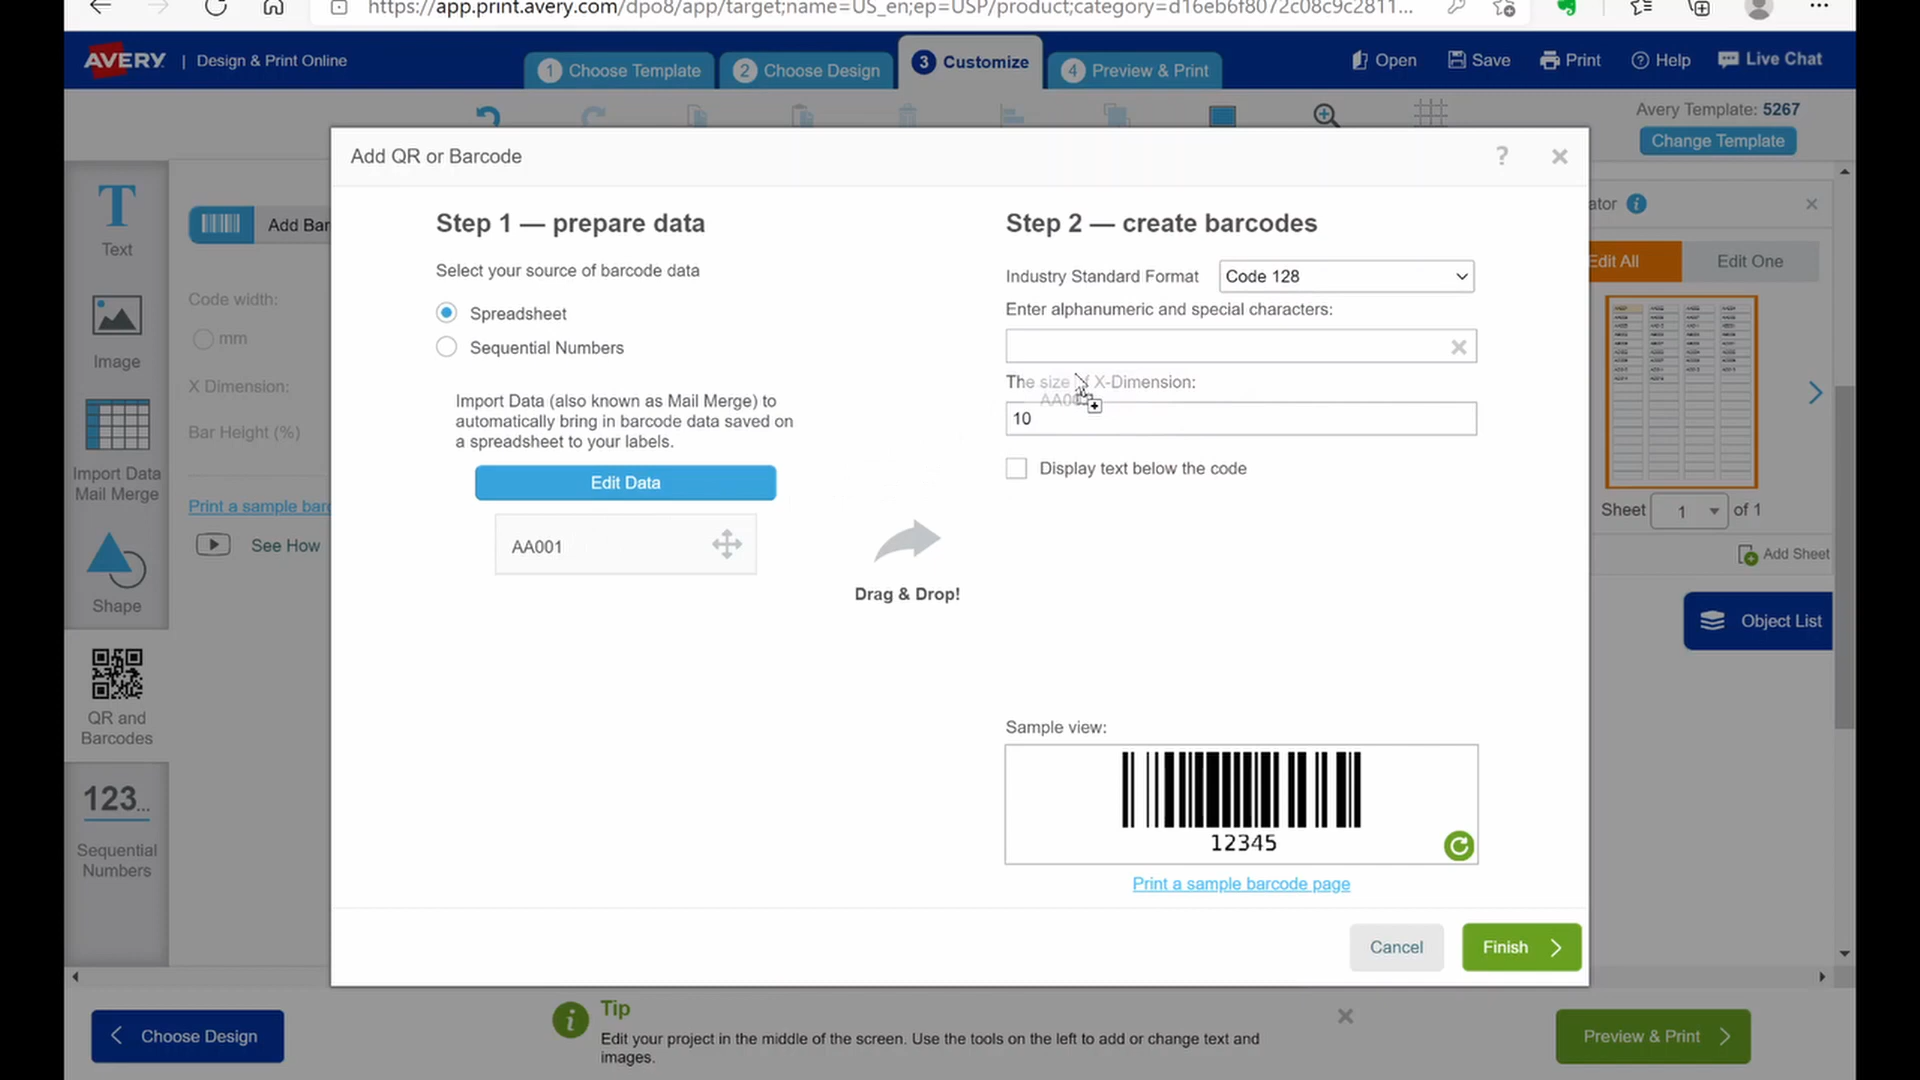 https://app.print.avery.com/dpo8/app/target;name=US_en;ep=USP/product;category=d16eb6f8072c08c9c2811...
AVERY | Design & Print Online
1 Choose Template
2 Choose Design
3 Customize
4 Preview & Print
Open
Save
Print
Help
Live Chat
Avery Template: 5267
Change Template
Text
Image
Import Data
Mail Merge
Shape
QR and
Barcodes
123...
Sequential
Numbers
Add Bar
Code width:
mm
X Dimension:
Bar Height (%)
Print a sample bar
See How
Add QR or Barcode
?
Step 1 — prepare data
Select your source of barcode data
Spreadsheet
Sequential Numbers
Import Data (also known as Mail Merge) to
automatically bring in barcode data saved on
a spreadsheet to your labels.
Edit Data
AA001
Drag & Drop!
Step 2 — create barcodes
Industry Standard Format
Code 128
Enter alphanumeric and special characters:
The size of X-Dimension:
10
Display text below the code
Sample view:
12345
Print a sample barcode page
Cancel
Finish
ator
Edit All
Edit One
Sheet 1 of 1
Add Sheet
Object List
Choose Design
Tip
Edit your project in the middle of the screen. Use the tools on the left to add or change text and
images.
Preview & Print